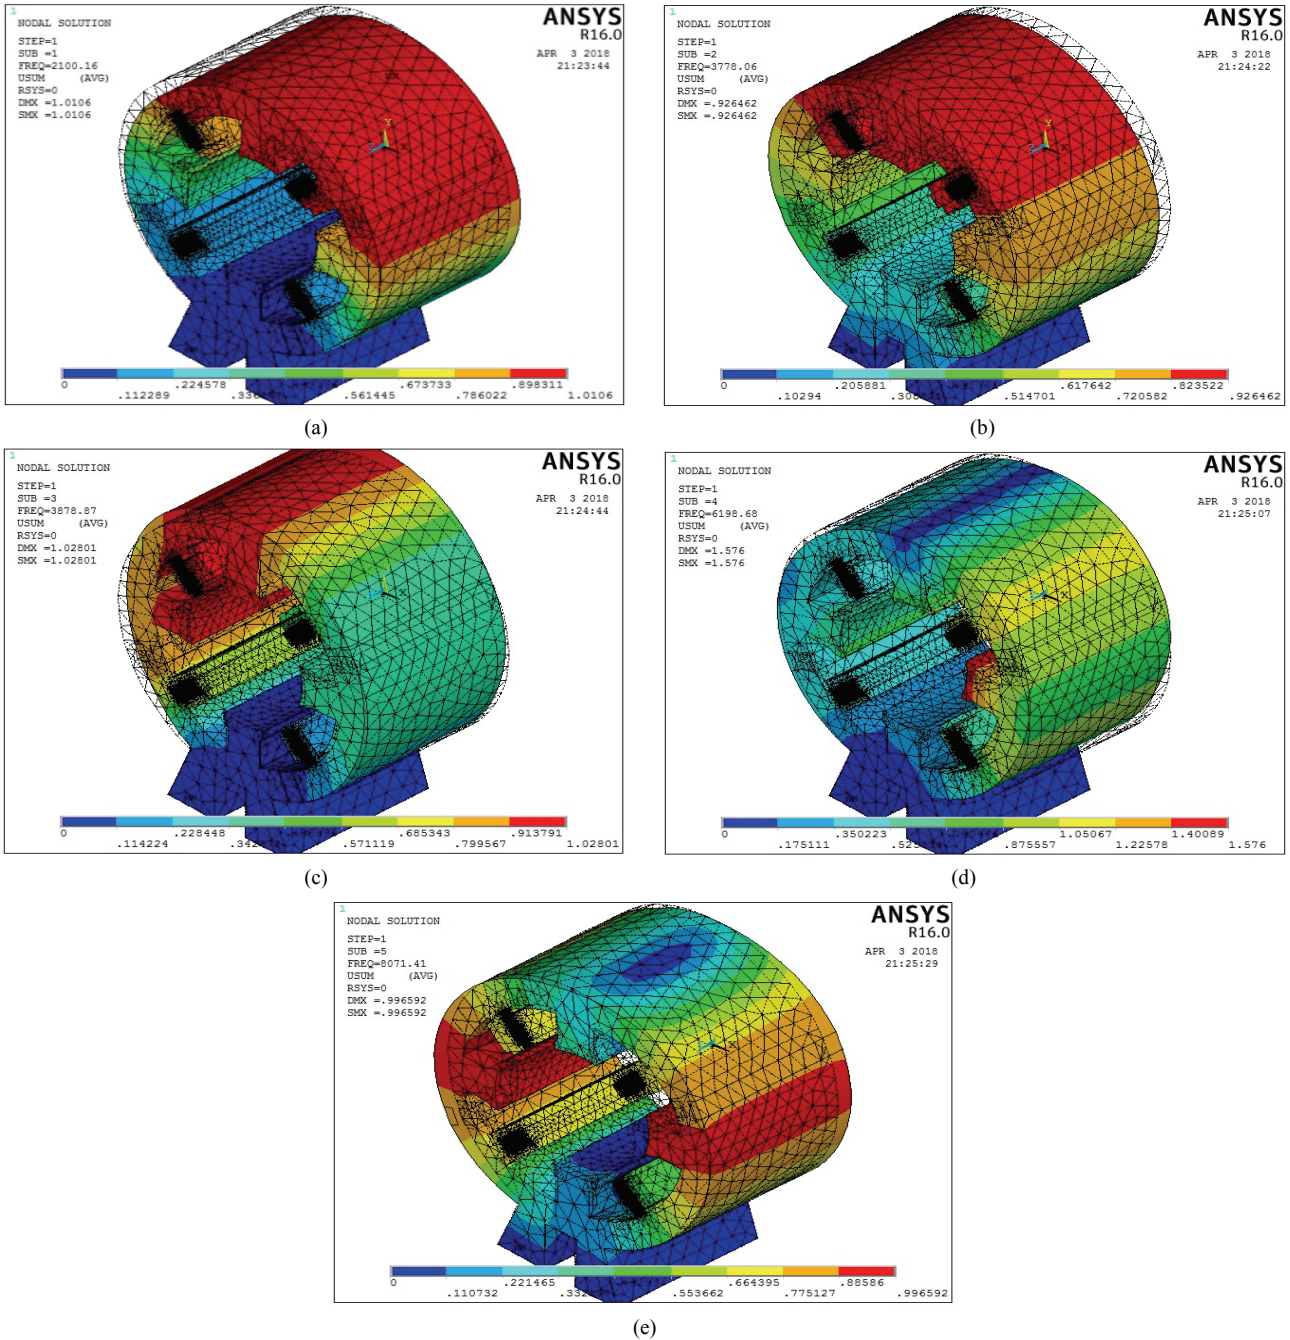 1
NODAL SOLUTION
STEP=1
SUB =1
FREQ=2100.16
USUM (AVG)
RSYS=0
DMX =1.0106
SMX =1.0106
ANSYS
R16.0
APR 3 2018
21:23:44
MX
Y
Z
0 .224578 .673733 .898311
.112289 .561445 .786022 1.0106
(a)
1
NODAL SOLUTION
STEP=1
SUB =2
FREQ=3778.06
USUM (AVG)
RSYS=0
DMX =.926462
SMX =.926462
ANSYS
R16.0
APR 3 2018
21:24:22
MX
Y
Z
0 .205881 .617642 .823522
.10294 .514701 .720582 .926462
(b)
1
NODAL SOLUTION
STEP=1
SUB =3
FREQ=3878.87
USUM (AVG)
RSYS=0
DMX =1.02801
SMX =1.02801
ANSYS
R16.0
APR 3 2018
21:24:44
X
0 .228448 .685343 .913791
.114224 .571119 .799567 1.02801
(c)
1
NODAL SOLUTION
STEP=1
SUB =4
FREQ=6198.68
USUM (AVG)
RSYS=0
DMX =1.576
SMX =1.576
ANSYS
R16.0
APR 3 2018
21:25:07
0 .350223 1.05067 1.40089
.175111 .875557 1.22578 1.576
(d)
1
NODAL SOLUTION
STEP=1
SUB =5
FREQ=8071.41
USUM (AVG)
RSYS=0
DMX =.996592
SMX =.996592
ANSYS
R16.0
APR 3 2018
21:25:29
X
0 .221465 .664395 .88586
.110732 .553662 .775127 .996592
(e)